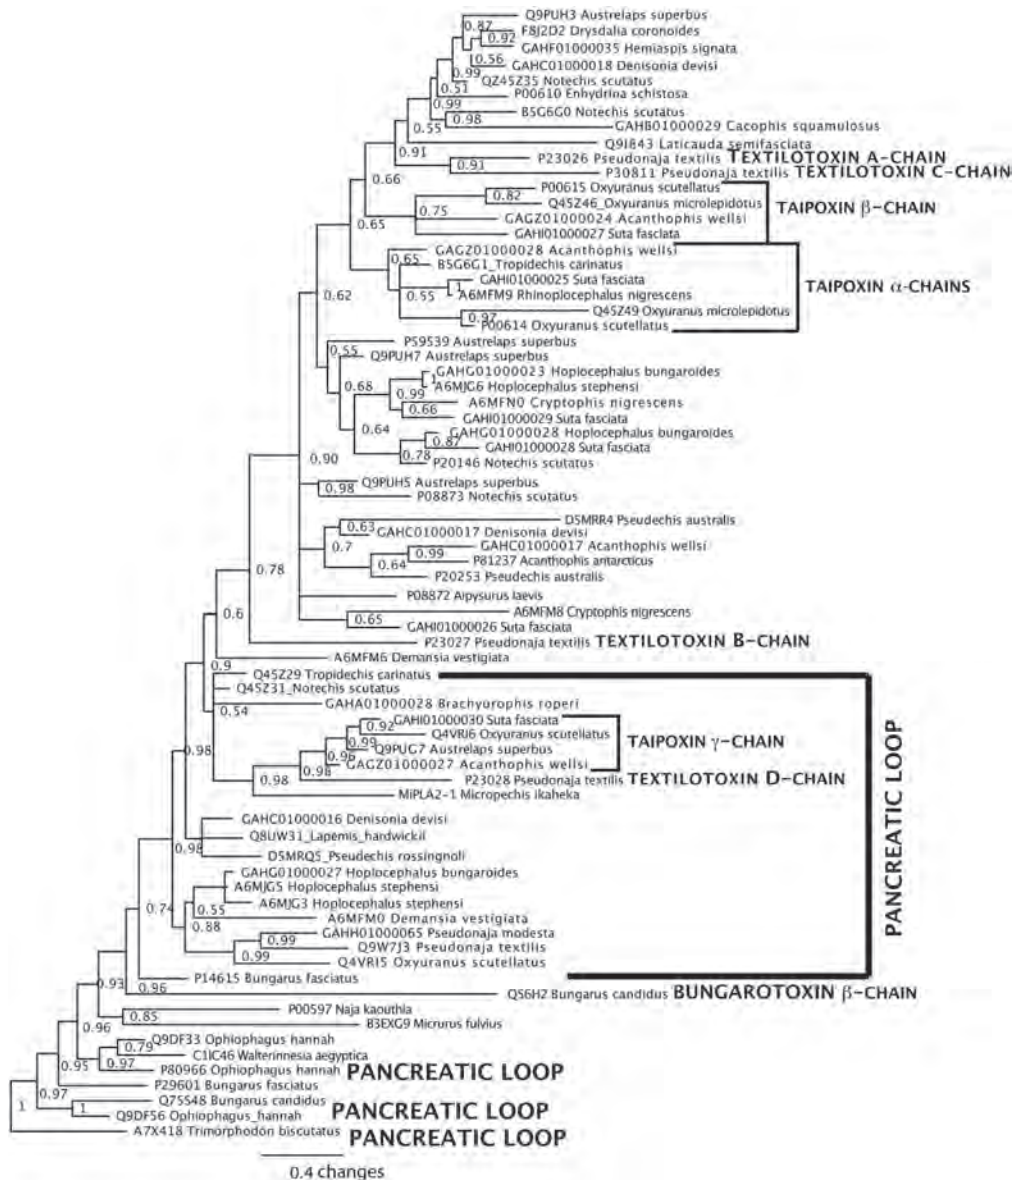 Q9PUH3 Austrelaps superbus
0.87
F8J2D2 Drysdalia coronoides
0.92
GAHF01000035 Hemiaspis signata
0.56
GAHC01000018 Denisonia devisi
0.99
QZ45Z35 Notechis scutatus
0.51
P00610 Enhydrina schistosa
0.99
B5G6G0 Notechis scutatus
0.98
0.55
GAHB01000029 Cacophis squamulosus
Q9I843 Laticauda semifasciata
0.91
P23026 Pseudonaja textilis TEXTILOTOXIN A-CHAIN
0.91
P30811 Pseudonaja textilis TEXTILOTOXIN C-CHAIN
0.66
P00615 Oxyuranus scutellatus
0.82
Q45Z46_Oxyuranus microlepidotus
TAIPOXIN β-CHAIN
0.75
GAGZ01000024 Acanthophis wellsi
0.65
GAHI01000027 Suta fasciata
GAGZ01000028 Acanthophis wellsi
0.65
B5G6G1_Tropidechis carinatus
GAHI01000025 Suta fasciata
TAIPOXIN α-CHAINS
0.62
0.55
1
A6MFM9 Rhinoplocephalus nigrescens
Q45Z49 Oxyuranus microlepidotus
0.97
P00614 Oxyuranus scutellatus
P59539 Austrelaps superbus
0.55
Q9PUH7 Austrelaps superbus
GAHG01000023 Hoplocephalus bungaroides
1
0.68
A6MJG6 Hoplocephalus stephensi
0.99
A6MFN0 Cryptophis nigrescens
0.66
GAHI01000029 Suta fasciata
0.64
GAHG01000028 Hoplocephalus bungaroides
0.87
GAHI01000028 Suta fasciata
0.78
P20146 Notechis scutatus
0.90
Q9PUH5 Austrelaps superbus
0.98
P08873 Notechis scutatus
D5MRR4 Pseudechis australis
0.63
GAHC01000017 Denisonia devisi
0.7
GAHC01000017 Acanthophis wellsi
0.99
P81237 Acanthophis antarcticus
0.64
P20253 Pseudechis australis
0.78
P08872 Aipysurus laevis
A6MFM8 Cryptophis nigrescens
0.6
0.65
GAHI01000026 Suta fasciata
P23027 Pseudonaja textilis TEXTILOTOXIN B-CHAIN
A6MFM6 Demansia vestigiata
0.9
Q45Z29 Tropidechis carinatus
Q45Z31_Notechis scutatus
0.54
GAHA01000028 Brachyurophis roperi
GAHI01000030 Suta fasciata
0.92
Q4VRI6 Oxyuranus scutellatus
0.99
TAIPOXIN γ-CHAIN
0.98
Q9PUG7 Austrelaps superbus
0.96
0.98
GAGZ01000027 Acanthophis wellsi
0.98
P23028 Pseudonaja textilis TEXTILOTOXIN D-CHAIN
MiPLA2-1 Micropechis ikaheka
PANCREATIC LOOP
GAHC01000016 Denisonia devisi
Q8UW31_Lapemis_hardwickii
0.98
D5MRQ5_Pseudechis rossingnoli
GAHG01000027 Hoplocephalus bungaroides
A6MJG5 Hoplocephalus stephensi
0.74
0.55
A6MJG3 Hoplocephalus stephensi
A6MFM0 Demansia vestigiata
0.88
GAHH01000065 Pseudonaja modesta
0.99
Q9W7J3 Pseudonaja textilis
0.99
Q4VRI5 Oxyuranus scutellatus
P14615 Bungarus fasciatus
0.93
0.96
Q56H2 Bungarus candidus BUNGAROTOXIN β-CHAIN
P00597 Naja kaouthia
0.85
0.96
B3EXG9 Micrurus fulvius
Q9DF33 Ophiophagus hannah
0.79
C1IC46 Walterinnesia aegyptica
0.95
0.97
P80966 Ophiophagus hannah PANCREATIC LOOP
P29601 Bungarus fasciatus
0.97
Q75S48 Bungarus candidus
1
1
PANCREATIC LOOP
Q9DF56 Ophiophagus_hannah
A7X418 Trimorphodon biscutatus PANCREATIC LOOP
0.4 changes